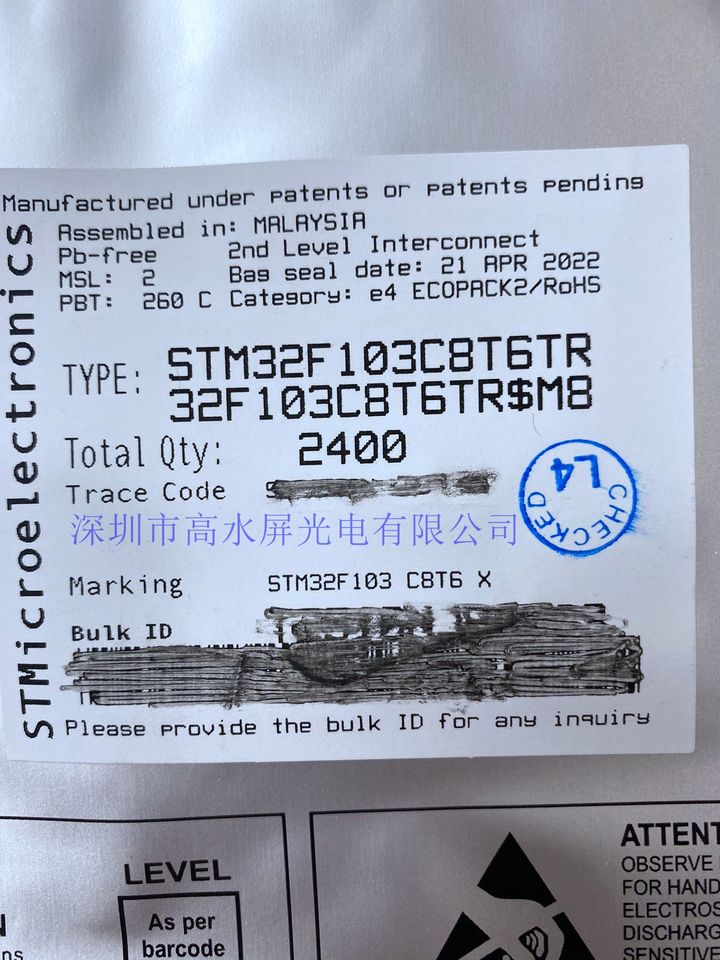 Manufactured under patents or patents pending
STMicroelectronics
Assembled in: MALAYSIA
Pb-free 2nd Level Interconnect
MSL: 2 Bag seal date: 21 APR 2022
PBT: 260 C Category: e4 ECOPACK2/RoHS
TYPE: STM32F103C8T6TR
32F103C8T6TR$M8
Total Qty: 2400
L4
CHECKED
Trace Code
深圳市高水屏光电有限公司
Marking STM32F103 C8T6 X
Bulk ID
Please provide the bulk ID for any inquiry
LEVEL
As per
barcode
ATTENT
OBSERVE
FOR HAND
ELECTROS
DISCHARG
SENSITIVE